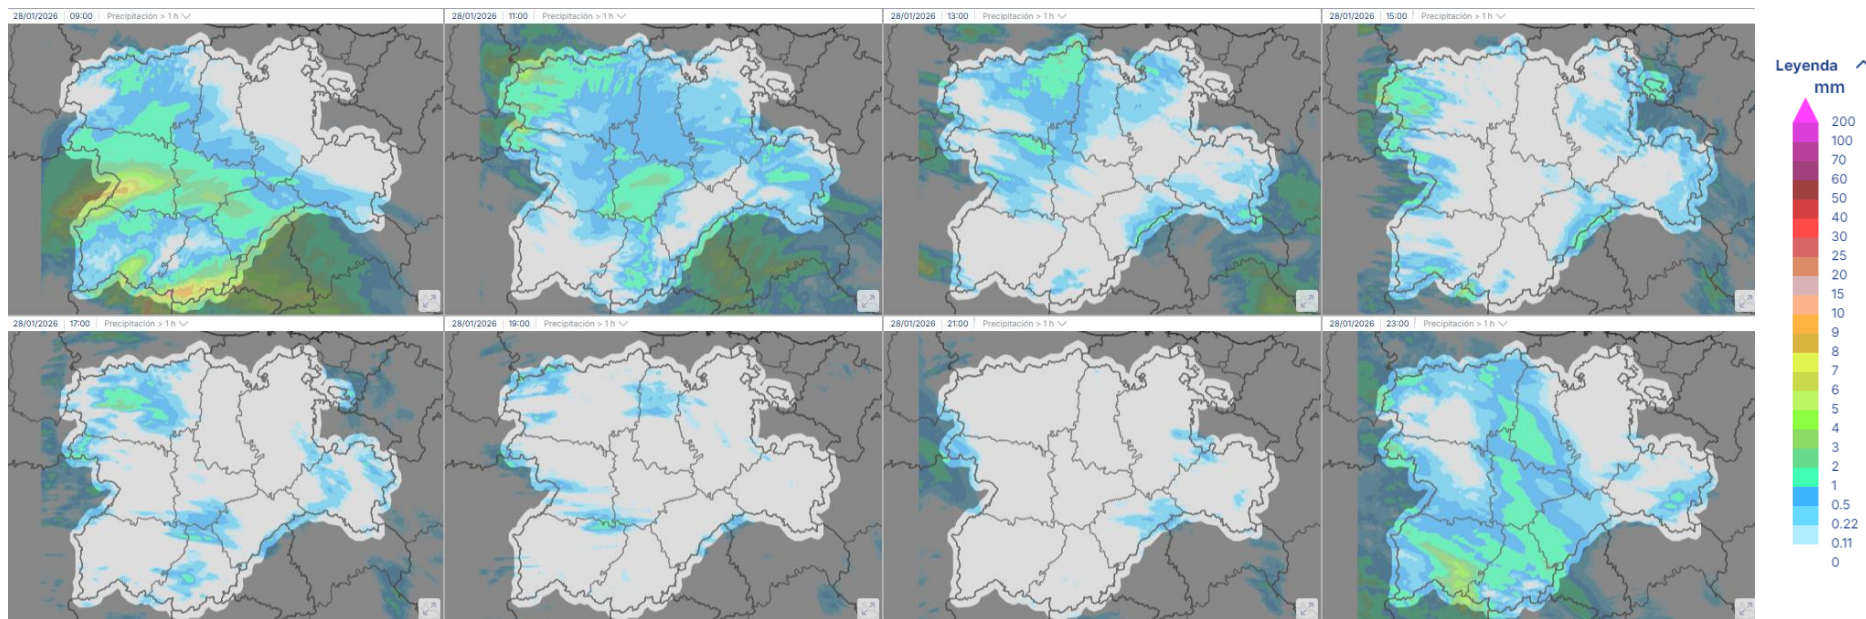 28/01/2026 09:00 Precipitación > 1 h
28/01/2026 11:00 Precipitación > 1 h
28/01/2026 13:00 Precipitación > 1 h
28/01/2026 15:00 Precipitación > 1 h
Leyenda
mm
200
100
70
60
50
40
30
25
20
15
10
9
8
7
6
5
4
3
2
1
0.5
0.22
0.11
0
28/01/2026 17:00 Precipitación > 1 h
28/01/2026 19:00 Precipitación > 1 h
28/01/2026 21:00 Precipitación > 1 h
28/01/2026 23:00 Precipitación > 1 h